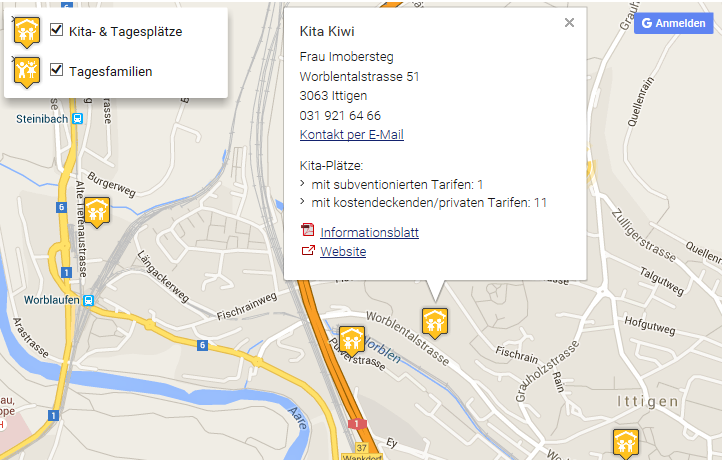 Kita- & Tagesplätze
Tagesfamilien
Kita Kiwi
Frau Imobersteg
Worblentalstrasse 51
3063 Ittigen
031 921 64 66
Kontakt per E-Mail
Kita-Plätze:
mit subventionierten Tarifen: 1
mit kostendeckenden/privaten Tarifen: 11
Informationsblatt
Website
G Anmelden
Steinibach
Burgerweg
6
Alte Tiefenaustrasse
1
Worblaufen
Längackerweg
Fischrainweg
Arastrasse
6
Aare
1
Pulverstrasse
Worblen
Worblentalstrasse
1
37
Wankdorf
Ey
Fischrain
Rain
Grauholzstrasse
Ittigen
Hofgutweg
Talgutweg
Zulligerstrasse
Quellenrain
Quellenrain